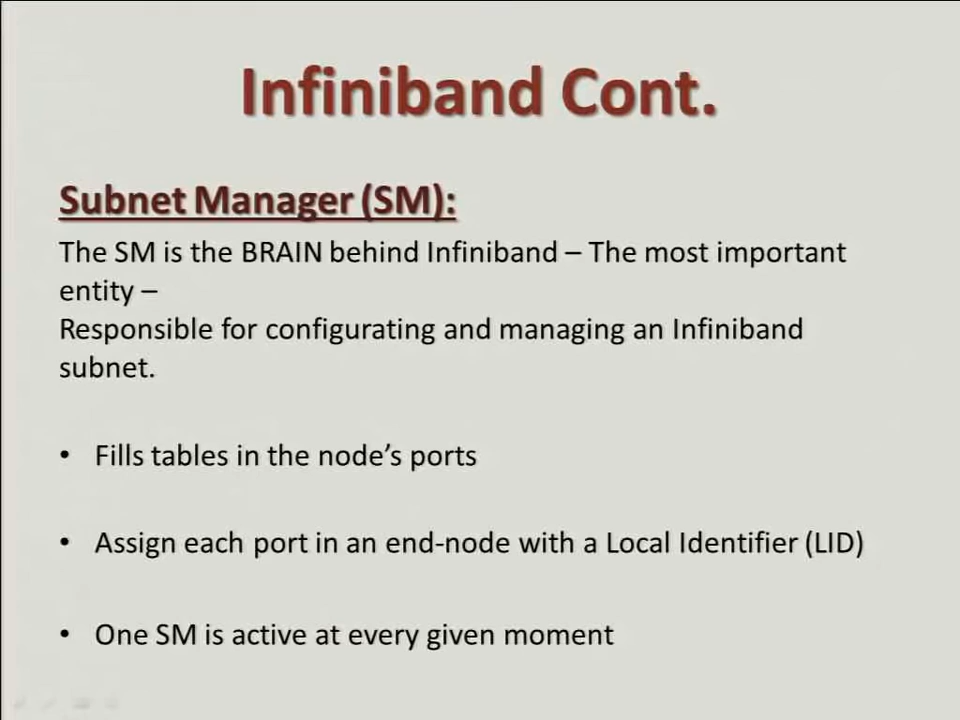 Infiniband Cont.
Subnet Manager (SM):
The SM is the BRAIN behind Infiniband – The most important
entity –
Responsible for configurating and managing an Infiniband
subnet.
• Fills tables in the node’s ports
• Assign each port in an end-node with a Local Identifier (LID)
• One SM is active at every given moment